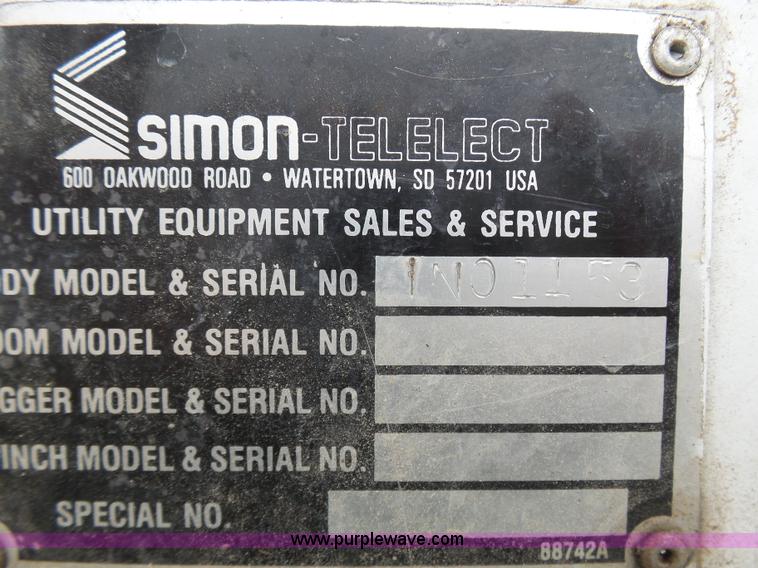 SIMON-TELELECT
600 OAKWOOD ROAD • WATERTOWN, SD 57201 USA
UTILITY EQUIPMENT SALES & SERVICE
DY MODEL & SERIAL NO.
OOM MODEL & SERIAL NO.
GGER MODEL & SERIAL NO.
INCH MODEL & SERIAL NO.
SPECIAL NO.
www.purplewave.com
88742A